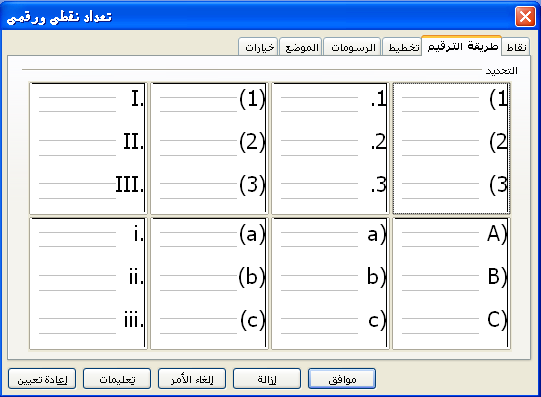 تعداد نقطي ورقمي
نقاط طريقة الترقيم تخطيط الرسومات الموضع خيارات
التحديد
1) 1. (1) I.
2) 2. (2) II.
3) 3. (3) III.
A) a) (a) i.
B) b) (b) ii.
C) c) (c) iii.
موافق إزالة إلغاء الأمر تعليمات إعادة تعيين